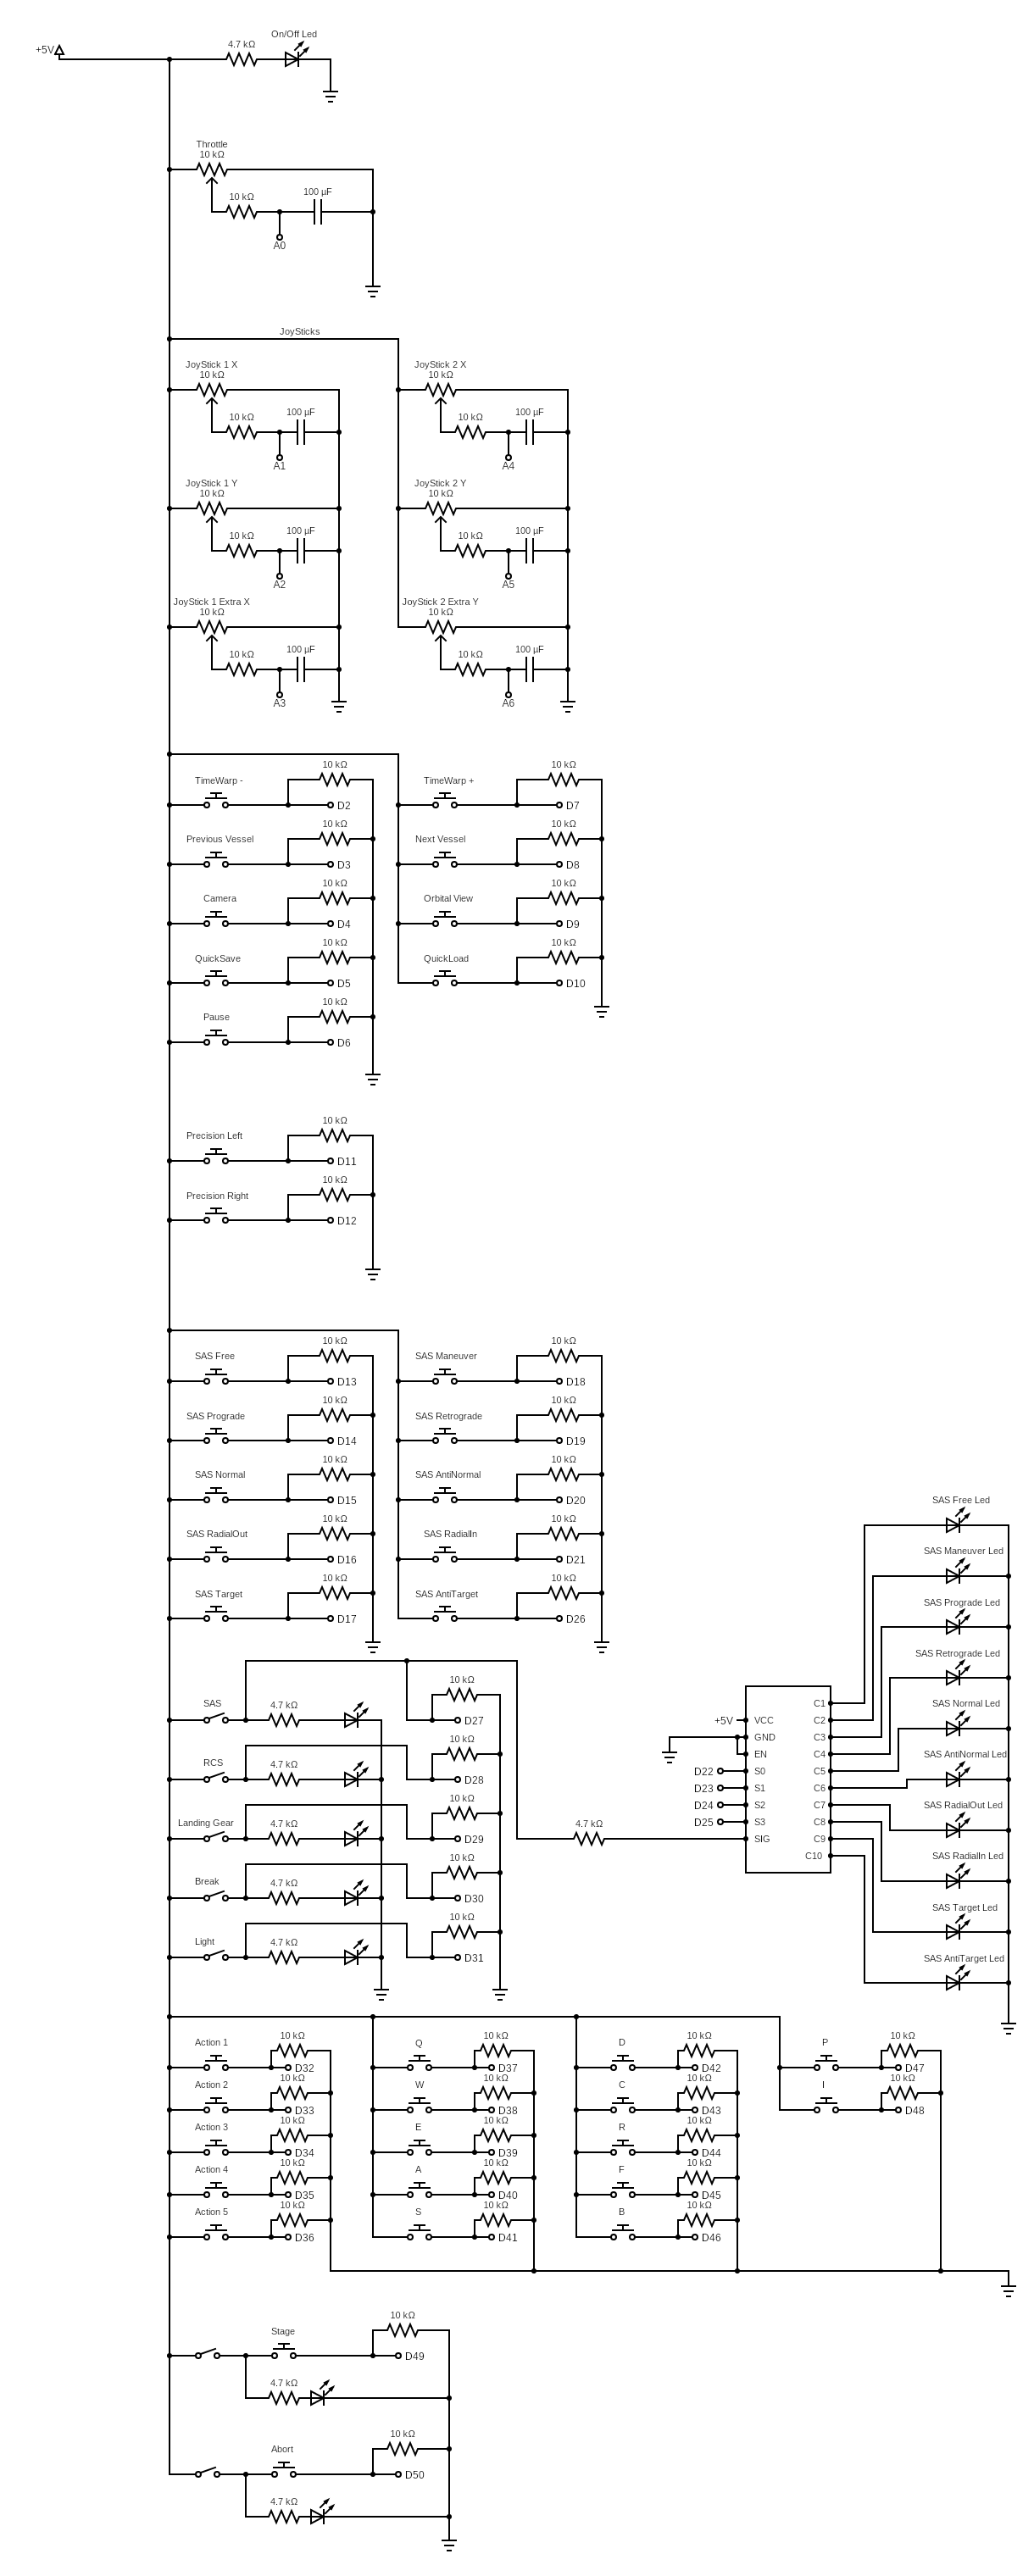 On/Off Led
+5V
4.7 kΩ
Throttle
10 kΩ
10 kΩ
100 µF
A0
JoySticks
JoyStick 1 X
10 kΩ
10 kΩ
100 µF
A1
JoyStick 2 X
10 kΩ
10 kΩ
100 µF
A4
JoyStick 1 Y
10 kΩ
10 kΩ
100 µF
A2
JoyStick 2 Y
10 kΩ
10 kΩ
100 µF
A5
JoyStick 1 Extra X
10 kΩ
10 kΩ
100 µF
A3
JoyStick 2 Extra Y
10 kΩ
10 kΩ
100 µF
A6
TimeWarp -
10 kΩ
D2
TimeWarp +
10 kΩ
D7
Previous Vessel
10 kΩ
D3
Next Vessel
10 kΩ
D8
Camera
10 kΩ
D4
Orbital View
10 kΩ
D9
QuickSave
10 kΩ
D5
QuickLoad
10 kΩ
D10
Pause
10 kΩ
D6
Precision Left
10 kΩ
D11
Precision Right
10 kΩ
D12
SAS Free
10 kΩ
D13
SAS Maneuver
10 kΩ
D18
SAS Prograde
10 kΩ
D14
SAS Retrograde
10 kΩ
D19
SAS Normal
10 kΩ
D15
SAS AntiNormal
10 kΩ
D20
SAS RadialOut
10 kΩ
D16
SAS RadialIn
10 kΩ
D21
SAS Target
10 kΩ
D17
SAS AntiTarget
10 kΩ
D26
SAS
4.7 kΩ
10 kΩ
D27
RCS
4.7 kΩ
10 kΩ
D28
Landing Gear
4.7 kΩ
10 kΩ
D29
Break
4.7 kΩ
10 kΩ
D30
Light
4.7 kΩ
10 kΩ
D31
4.7 kΩ
+5V
D22
D23
D24
D25
VCC
GND
EN
S0
S1
S2
S3
SIG
C1
C2
C3
C4
C5
C6
C7
C8
C9
C10
SAS Free Led
SAS Maneuver Led
SAS Prograde Led
SAS Retrograde Led
SAS Normal Led
SAS AntiNormal Led
SAS RadialOut Led
SAS RadialIn Led
SAS Target Led
SAS AntiTarget Led
Action 1
10 kΩ
D32
Q
10 kΩ
D37
D
10 kΩ
D42
P
10 kΩ
D47
Action 2
10 kΩ
D33
W
10 kΩ
D38
C
10 kΩ
D43
I
10 kΩ
D48
Action 3
10 kΩ
D34
E
10 kΩ
D39
R
10 kΩ
D44
Action 4
10 kΩ
D35
A
10 kΩ
D40
F
10 kΩ
D45
Action 5
10 kΩ
D36
S
10 kΩ
D41
B
10 kΩ
D46
Stage
10 kΩ
D49
4.7 kΩ
Abort
10 kΩ
D50
4.7 kΩ